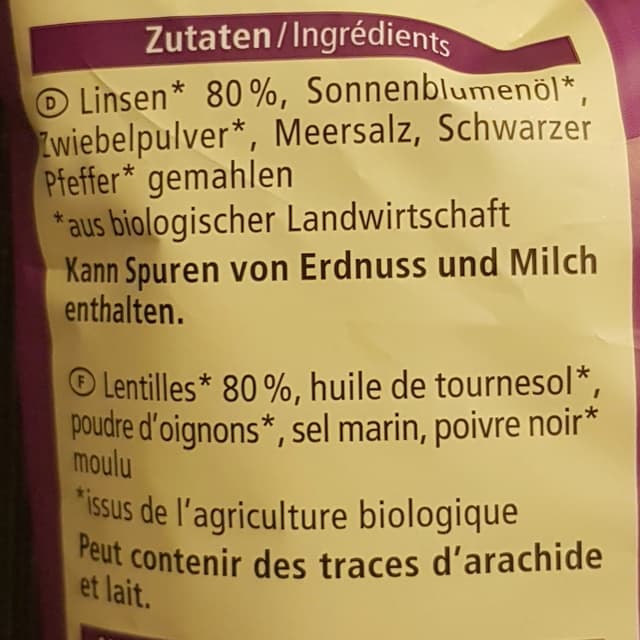 Zutaten/Ingrédients
Ⓓ Linsen* 80 %, Sonnenblumenöl*,
Zwiebelpulver*, Meersalz, Schwarzer
Pfeffer* gemahlen
*aus biologischer Landwirtschaft
Kann Spuren von Erdnuss und Milch
enthalten.
Ⓕ Lentilles* 80 %, huile de tournesol*,
poudre d'oignons*, sel marin, poivre noir*
moulu
*issus de l'agriculture biologique
Peut contenir des traces d'arachide
et lait.